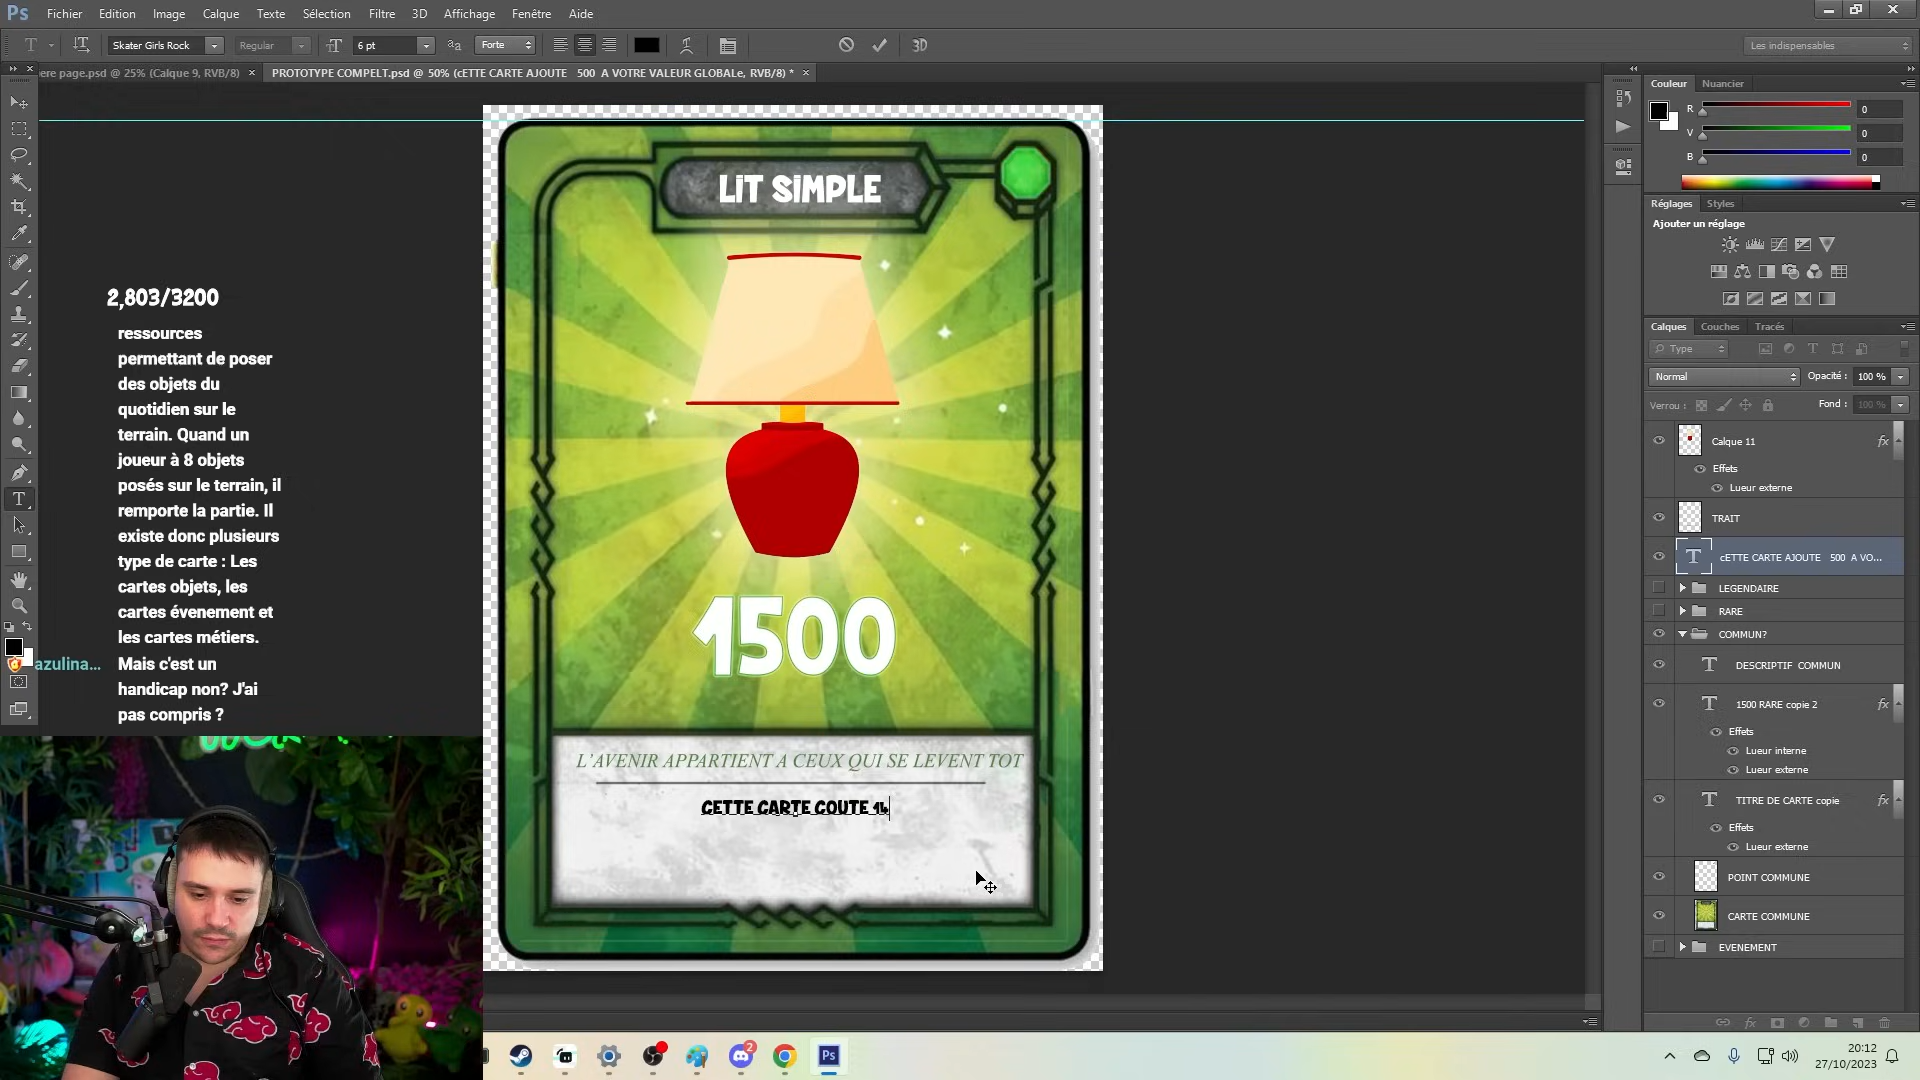 Ps Fichier Edition Image Calque Texte Sélection Filtre 3D Affichage Fenêtre Aide
Skater Girls Rock Regular 6 pt aa Forte 3D Les indispensables
ere page.psd @ 25% (Calque 9, RVB/8) × PROTOTYPE COMPELT.psd @ 50% (cETTE CARTE AJOUTE 500 A VOTRE VALEUR GLOBALe, RVB/8) * ×
Couleur Nuancier
R 0
V 0
B 0
Réglages Styles
Ajouter un réglage
Calques Couches Tracés
Type
Normal Opacité : 100 %
Verrou : Fond : 100 %
Calque 11 fx
Effets
Lueur externe
TRAIT
cETTE CARTE AJOUTE 500 A VO...
LEGENDAIRE
RARE
COMMUN?
DESCRIPTIF COMMUN
1500 RARE copie 2 fx
Effets
Lueur interne
Lueur externe
TITRE DE CARTE copie fx
Effets
Lueur externe
POINT COMMUNE
CARTE COMMUNE
EVENEMENT
LiT SiMPLE
1500
L'AVENIR APPARTIENT A CEUX QUI SE LEVENT TOT
CETTE CARTE COUTE 14
2,803/3200
ressources
permettant de poser
des objets du
quotidien sur le
terrain. Quand un
joueur à 8 objets
posés sur le terrain, il
remporte la partie. Il
existe donc plusieurs
type de carte : Les
cartes objets, les
cartes évenement et
les cartes métiers.
azulina... Mais c'est un
handicap non? J'ai
pas compris ?
2
Ps
20:12
27/10/2023